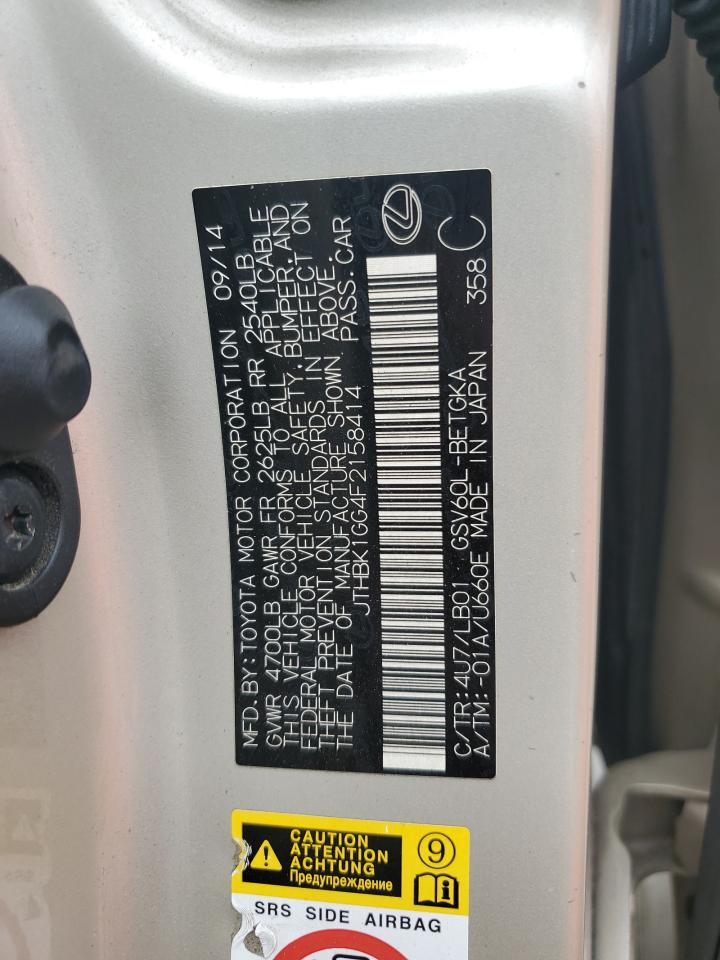 MFD. BY: TOYOTA MOTOR CORPORATION 09/14
GVWR 4700LB GAWR FR 2625LB RR 2540LB
THIS VEHICLE CONFORMS TO ALL APPLICABLE
FEDERAL MOTOR VEHICLE SAFETY, BUMPER, AND
THEFT PREVENTION STANDARDS IN EFFECT ON
THE DATE OF MANUFACTURE SHOWN ABOVE.
JTHBK1GG4F2158414 PASS. CAR
C/TR: 4U7/LB01 GSV60L-BETGKA 358 C
A/TM: -01A/U660E MADE IN JAPAN
CAUTION
ATTENTION
ACHTUNG
Предупреждение
9
i
SRS SIDE AIRBAG